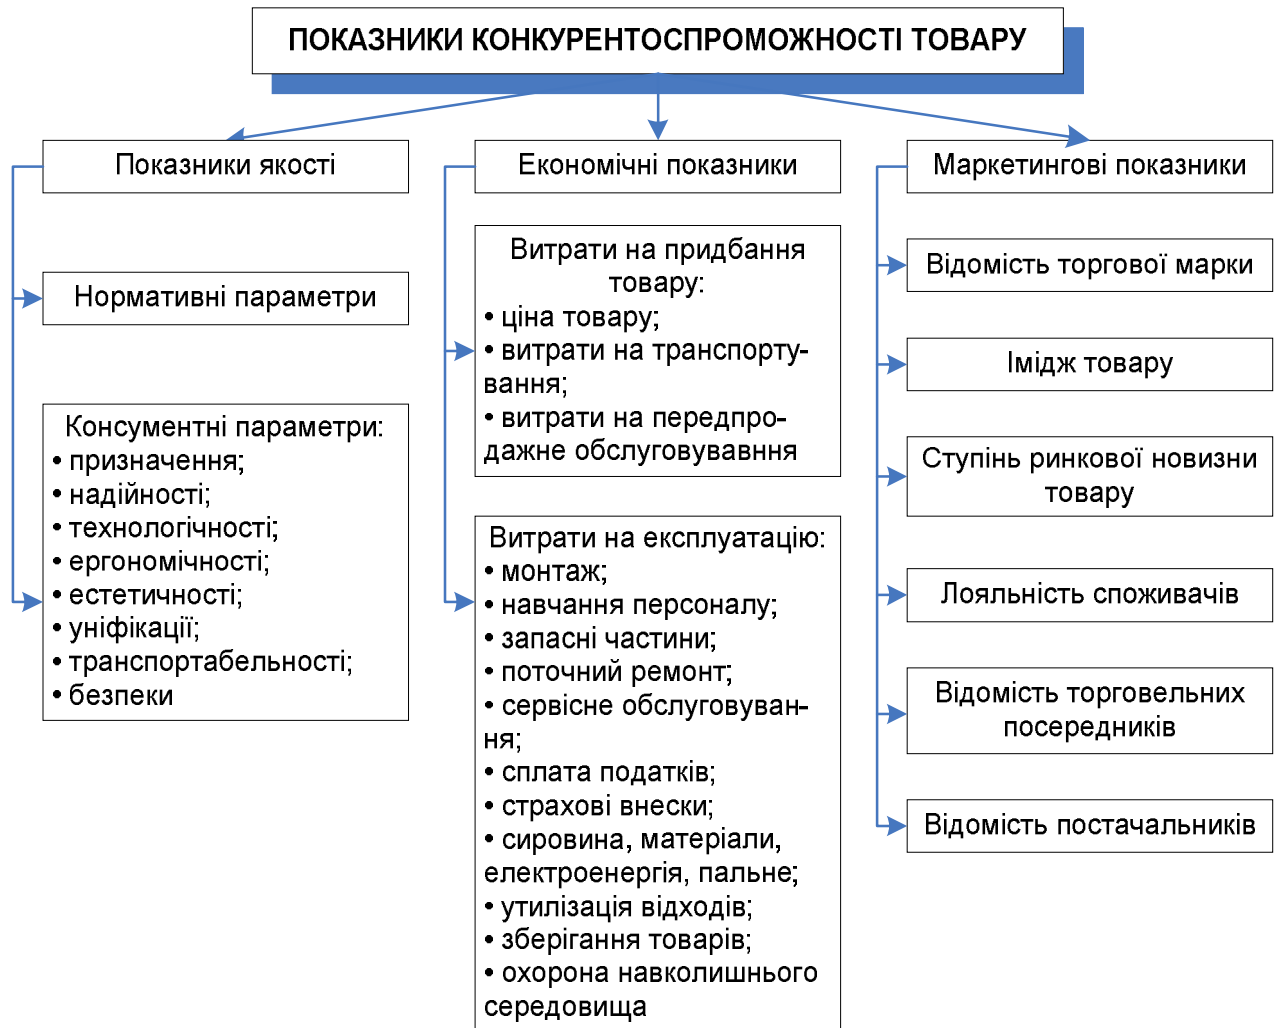 ПОКАЗНИКИ КОНКУРЕНТОСПРОМОЖНОСТІ ТОВАРУ
Показники якості
Нормативні параметри
Консументні параметри:
• призначення;
• надійності;
• технологічності;
• ергономічності;
• естетичності;
• уніфікації;
• транспортабельності;
• безпеки
Економічні показники
Витрати на придбання
товару:
• ціна товару;
• витрати на транспорту-
вання;
• витрати на передпро-
дажне обслуговувавння
Витрати на експлуатацію:
• монтаж;
• навчання персоналу;
• запасні частини;
• поточний ремонт;
• сервісне обслуговуван-
ня;
• сплата податків;
• страхові внески;
• сировина, матеріали,
електроенергія, пальне;
• утилізація відходів;
• зберігання товарів;
• охорона навколишнього
середовища
Маркетингові показники
Відомість торгової марки
Імідж товару
Ступінь ринкової новизни
товару
Лояльність споживачів
Відомість торговельних
посередників
Відомість постачальників